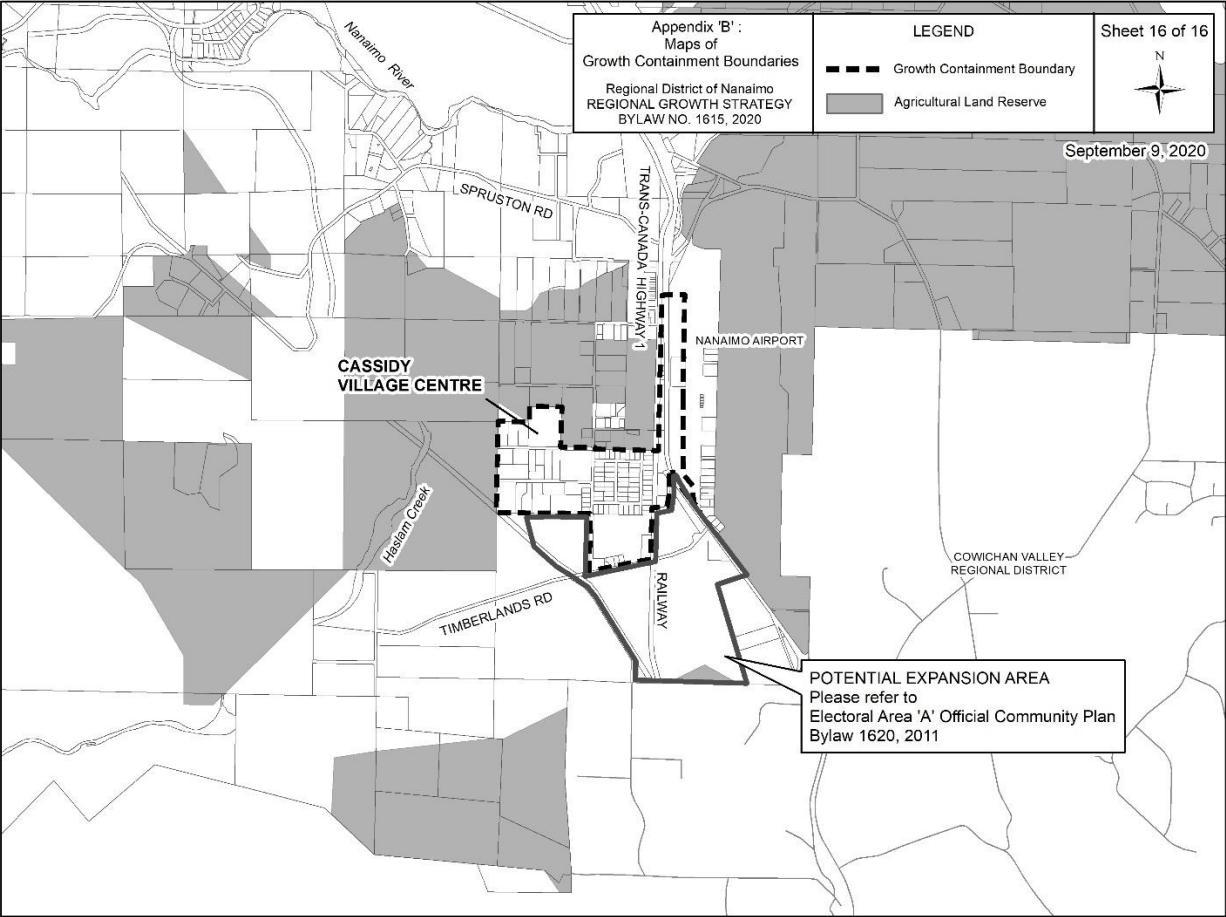 Appendix 'B' :
Maps of
Growth Containment Boundaries
Regional District of Nanaimo
REGIONAL GROWTH STRATEGY
BYLAW NO. 1615, 2020
LEGEND
Growth Containment Boundary
Agricultural Land Reserve
Sheet 16 of 16
N
September 9, 2020
Nanaimo River
SPRUSTON RD
TRANS-CANADA HIGHWAY 1
NANAIMO AIRPORT
CASSIDY
VILLAGE CENTRE
Haslam Creek
TIMBERLANDS RD
RAILWAY
COWICHAN VALLEY
REGIONAL DISTRICT
POTENTIAL EXPANSION AREA
Please refer to
Electoral Area 'A' Official Community Plan
Bylaw 1620, 2011